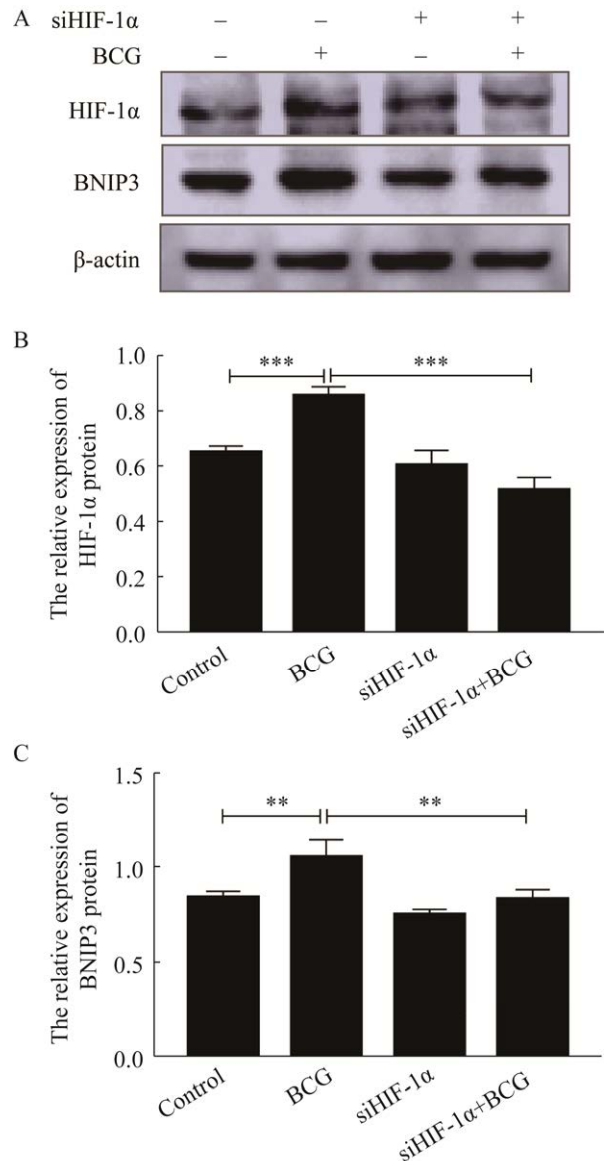 A
siHIF-1α – – + +
BCG – + – +
HIF-1α
BNIP3
β-actin
B
The relative expression of
HIF-1α protein
1.0
0.8
0.6
0.4
0.2
0.0
*** ***
Control BCG siHIF-1α siHIF-1α+BCG
C
The relative expression of
BNIP3 protein
1.5
1.0
0.5
0.0
** **
Control BCG siHIF-1α siHIF-1α+BCG